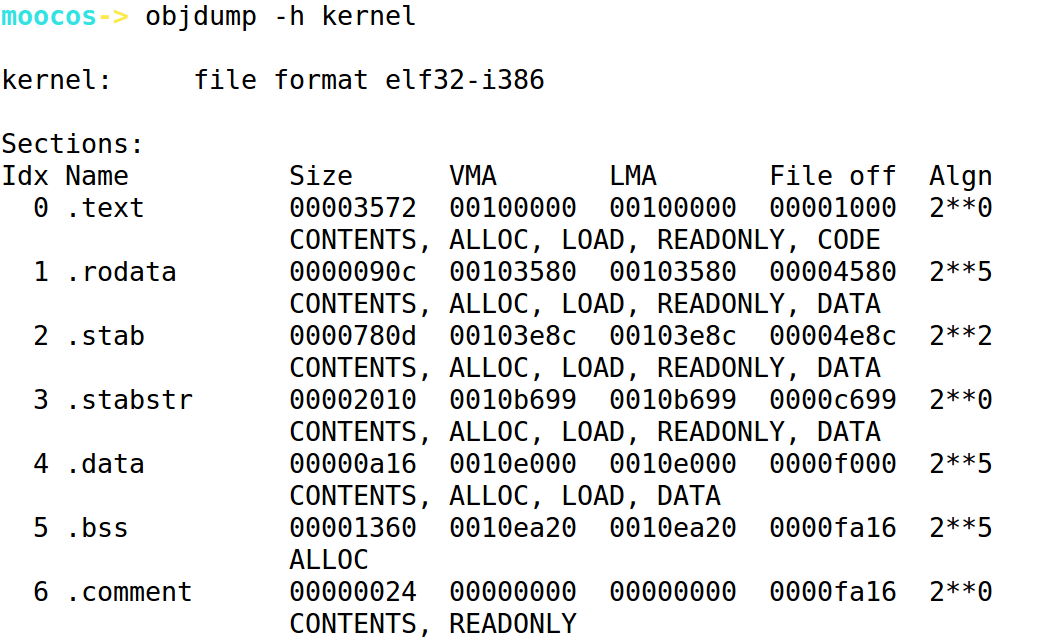 moocos-> objdump -h kernel
kernel:     file format elf32-i386
Sections:
Idx Name          Size      VMA       LMA       File off  Algn
  0 .text         00003572  00100000  00100000  00001000  2**0
                  CONTENTS, ALLOC, LOAD, READONLY, CODE
  1 .rodata       0000090c  00103580  00103580  00004580  2**5
                  CONTENTS, ALLOC, LOAD, READONLY, DATA
  2 .stab         0000780d  00103e8c  00103e8c  00004e8c  2**2
                  CONTENTS, ALLOC, LOAD, READONLY, DATA
  3 .stabstr      00002010  0010b699  0010b699  0000c699  2**0
                  CONTENTS, ALLOC, LOAD, READONLY, DATA
  4 .data         00000a16  0010e000  0010e000  0000f000  2**5
                  CONTENTS, ALLOC, LOAD, DATA
  5 .bss          00001360  0010ea20  0010ea20  0000fa16  2**5
                  ALLOC
  6 .comment      00000024  00000000  00000000  0000fa16  2**0
                  CONTENTS, READONLY